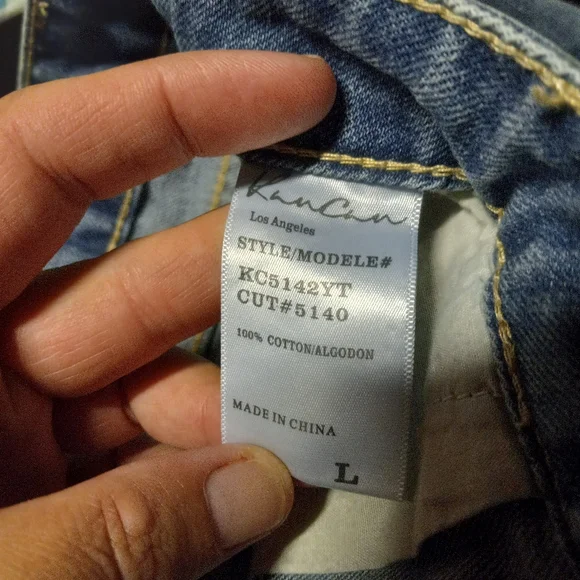 KanCan
Los Angeles
STYLE/MODELE#
KC5142YT
CUT#5140
100% COTTON/ALGODON
MADE IN CHINA
L